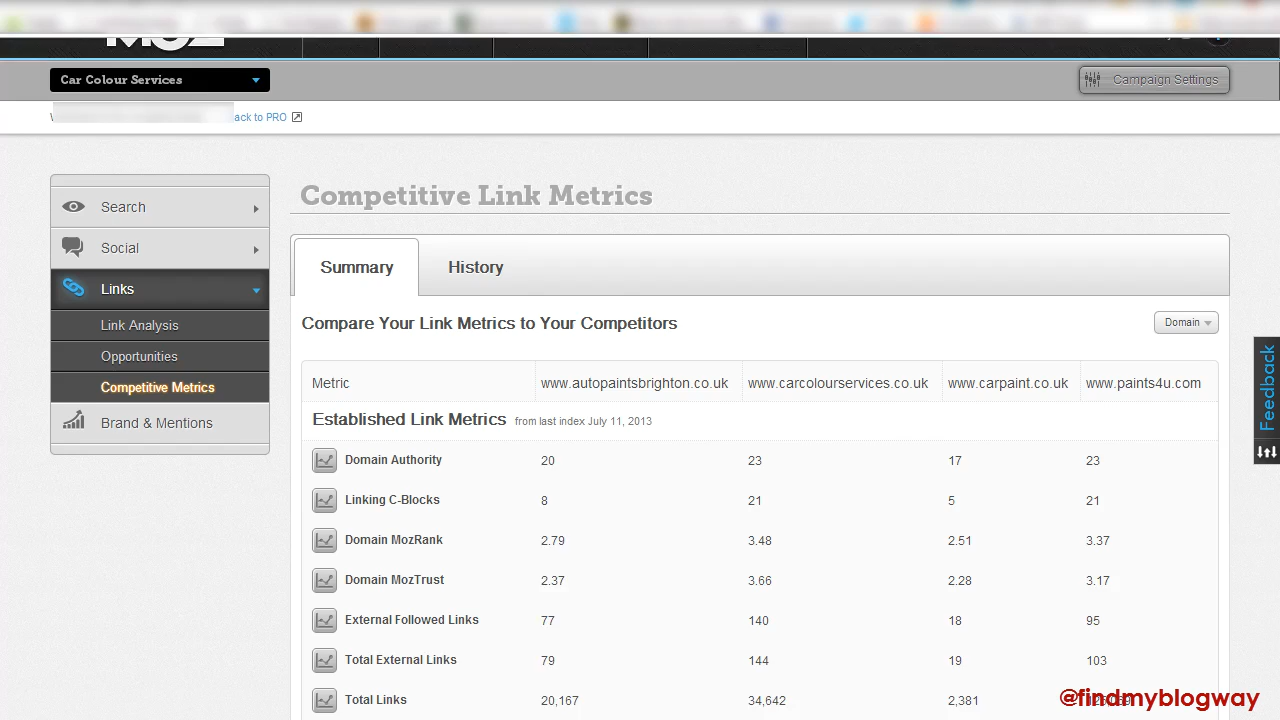 MOZ
Car Colour Services
Campaign Settings
ack to PRO
Competitive Link Metrics
Search
Social
Links
Link Analysis
Opportunities
Competitive Metrics
Brand & Mentions
Summary History
Compare Your Link Metrics to Your Competitors
Domain
Feedback
Metric www.autopaintsbrighton.co.uk www.carcolourservices.co.uk www.carpaint.co.uk www.paints4u.com
Established Link Metrics from last index July 11, 2013
Domain Authority 20 23 17 23
Linking C-Blocks 8 21 5 21
Domain MozRank 2.79 3.48 2.51 3.37
Domain MozTrust 2.37 3.66 2.28 3.17
External Followed Links 77 140 18 95
Total External Links 79 144 19 103
Total Links 20,167 34,642 2,381
@findmyblogway